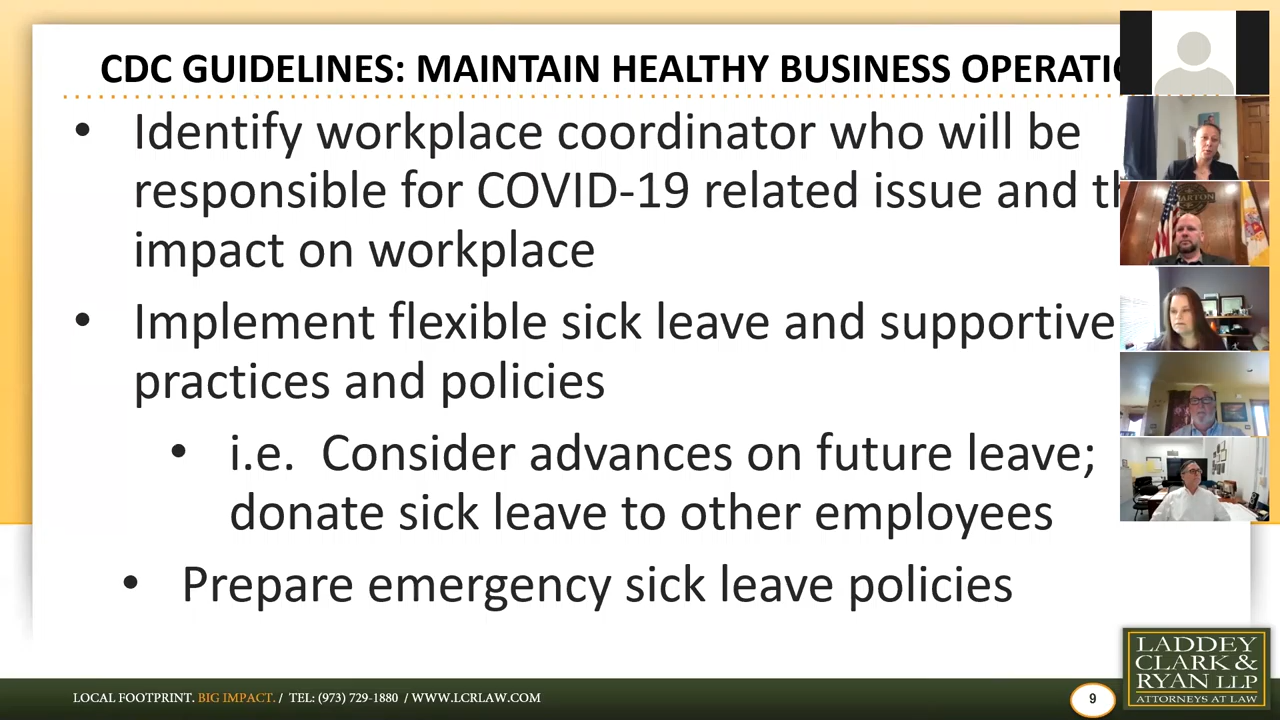 CDC GUIDELINES: MAINTAIN HEALTHY BUSINESS
• Identify workplace coordinator who will be
responsible for COVID-19 related issue and
impact on workplace
• Implement flexible sick leave and supportive
practices and policies
• i.e. Consider advances on future leave;
donate sick leave to other employees
• Prepare emergency sick leave policies
LOCAL FOOTPRINT. BIG IMPACT. / TEL: (973) 729-1880 / WWW.LCRLAW.COM
9
LADDEY
CLARK &
RYAN LLP
ATTORNEYS AT LAW